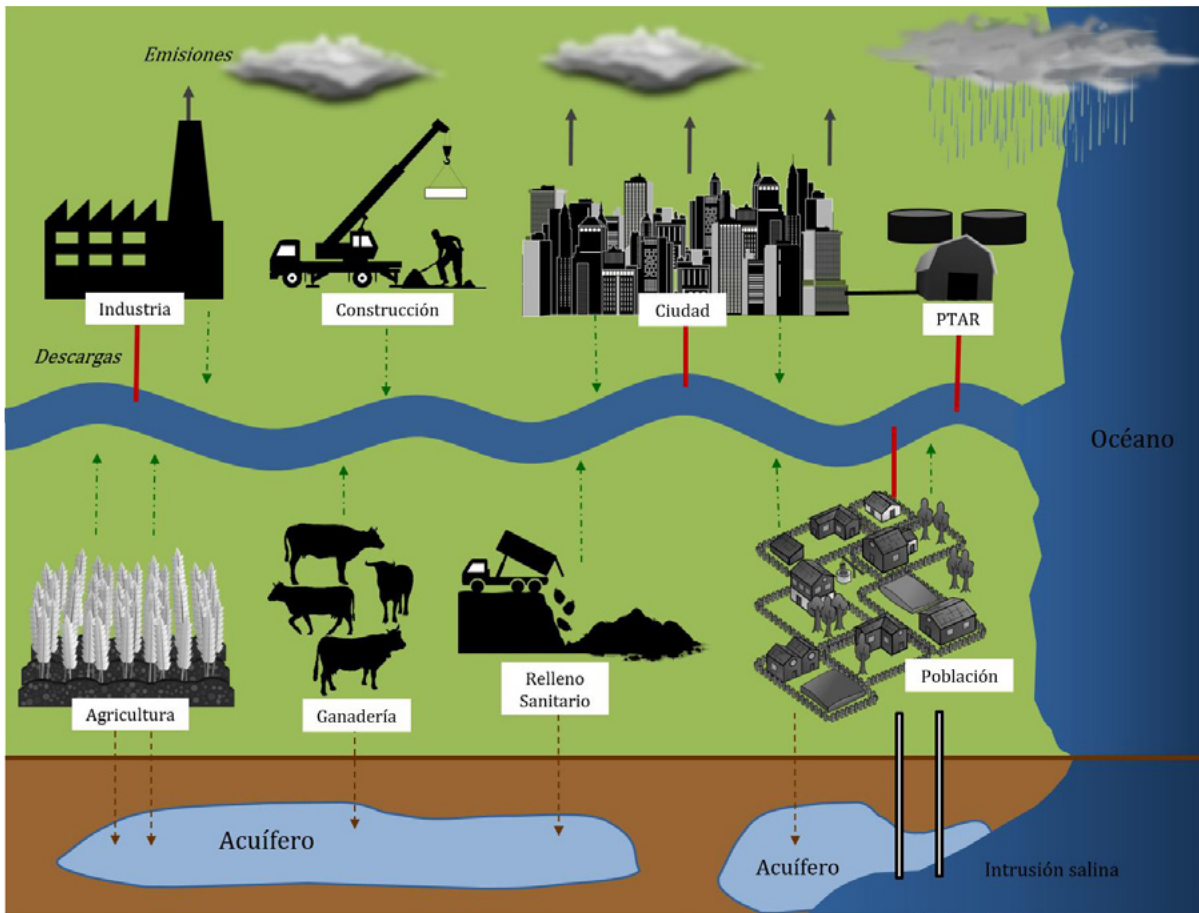 Emisiones
Industria
Construcción
Ciudad
PTAR
Descargas
Océano
Agricultura
Ganadería
Relleno
Sanitario
Población
Acuífero
Acuífero
Intrusión salina